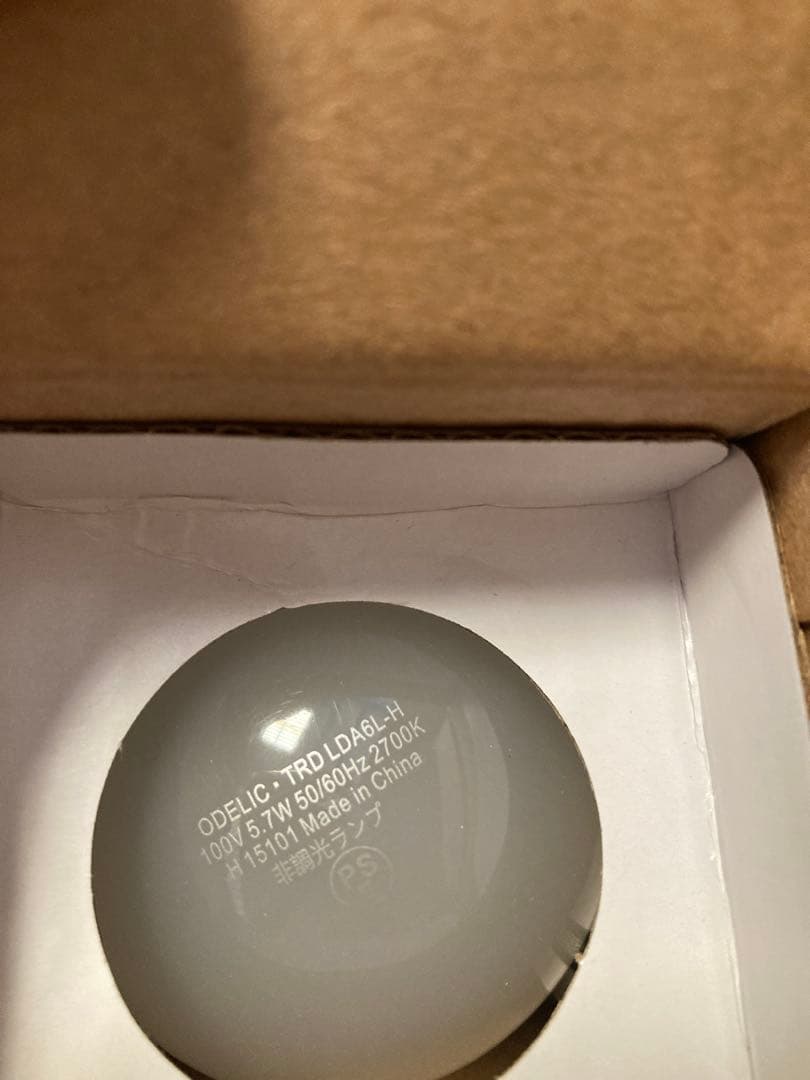 ODELIC・TRD LDA6L-H
100V 5.7W 50/60Hz 2700K
H 15101 Made in China
非調光ランプ
PS